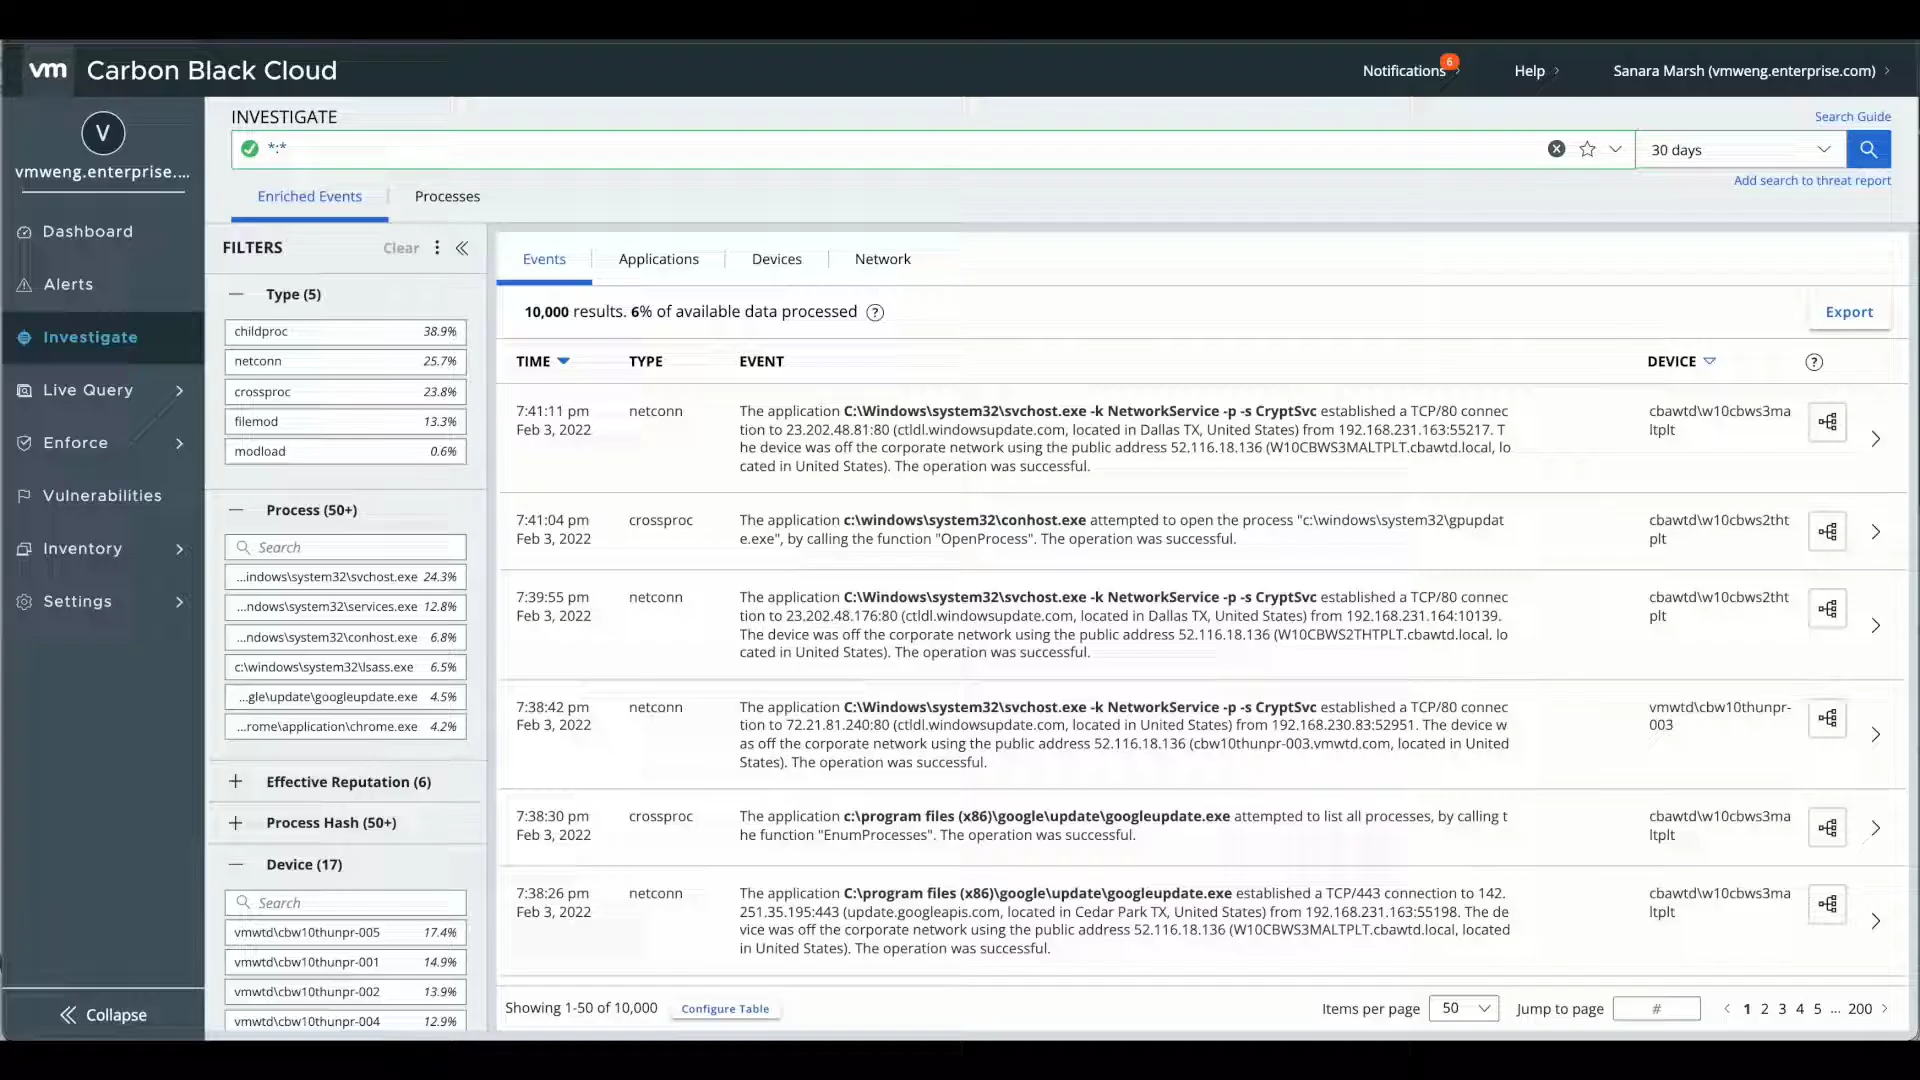 vm Carbon Black Cloud
Notifications 6
Help
Sanara Marsh (vmweng.enterprise.com)
V
vmweng.enterprise....
Dashboard
Alerts
Investigate
Live Query
Enforce
Vulnerabilities
Inventory
Settings
Collapse
INVESTIGATE
Search Guide
*:*
30 days
Add search to threat report
Enriched Events
Processes
FILTERS
Clear
Type (5)
childproc 38.9%
netconn 25.7%
crossproc 23.8%
filemod 13.3%
modload 0.6%
Process (50+)
Search
...indows\system32\svchost.exe 24.3%
...ndows\system32\services.exe 12.8%
...ndows\system32\conhost.exe 6.8%
c:\windows\system32\lsass.exe 6.5%
...gle\update\googleupdate.exe 4.5%
...rome\application\chrome.exe 4.2%
Effective Reputation (6)
Process Hash (50+)
Device (17)
Search
vmwtd\cbw10thunpr-005 17.4%
vmwtd\cbw10thunpr-001 14.9%
vmwtd\cbw10thunpr-002 13.9%
vmwtd\cbw10thunpr-004 12.9%
Events
Applications
Devices
Network
10,000 results. 6% of available data processed ?
Export
TIME TYPE EVENT DEVICE ?
7:41:11 pm
Feb 3, 2022
netconn
The application C:\Windows\system32\svchost.exe -k NetworkService -p -s CryptSvc established a TCP/80 connec
tion to 23.202.48.81:80 (ctldl.windowsupdate.com, located in Dallas TX, United States) from 192.168.231.163:55217. T
he device was off the corporate network using the public address 52.116.18.136 (W10CBWS3MALTPLT.cbawtd.local, lo
cated in United States). The operation was successful.
cbawtd\w10cbws3ma
ltplt
7:41:04 pm
Feb 3, 2022
crossproc
The application c:\windows\system32\conhost.exe attempted to open the process "c:\windows\system32\gpupdat
e.exe", by calling the function "OpenProcess". The operation was successful.
cbawtd\w10cbws2tht
plt
7:39:55 pm
Feb 3, 2022
netconn
The application C:\Windows\system32\svchost.exe -k NetworkService -p -s CryptSvc established a TCP/80 connec
tion to 23.202.48.176:80 (ctldl.windowsupdate.com, located in Dallas TX, United States) from 192.168.231.164:10139.
The device was off the corporate network using the public address 52.116.18.136 (W10CBWS2THTPLT.cbawtd.local, lo
cated in United States). The operation was successful.
cbawtd\w10cbws2tht
plt
7:38:42 pm
Feb 3, 2022
netconn
The application C:\Windows\system32\svchost.exe -k NetworkService -p -s CryptSvc established a TCP/80 connec
tion to 72.21.81.240:80 (ctldl.windowsupdate.com, located in United States) from 192.168.230.83:52951. The device w
as off the corporate network using the public address 52.116.18.136 (cbw10thunpr-003.vmwtd.com, located in United
States). The operation was successful.
vmwtd\cbw10thunpr-
003
7:38:30 pm
Feb 3, 2022
crossproc
The application c:\program files (x86)\google\update\googleupdate.exe attempted to list all processes, by calling t
he function "EnumProcesses". The operation was successful.
cbawtd\w10cbws3ma
ltplt
7:38:26 pm
Feb 3, 2022
netconn
The application C:\program files (x86)\google\update\googleupdate.exe established a TCP/443 connection to 142.
251.35.195:443 (update.googleapis.com, located in Cedar Park TX, United States) from 192.168.231.163:55198. The de
vice was off the corporate network using the public address 52.116.18.136 (W10CBWS3MALTPLT.cbawtd.local, located
in United States). The operation was successful.
cbawtd\w10cbws3ma
ltplt
Showing 1-50 of 10,000
Configure Table
Items per page 50
Jump to page #
1 2 3 4 5 ... 200